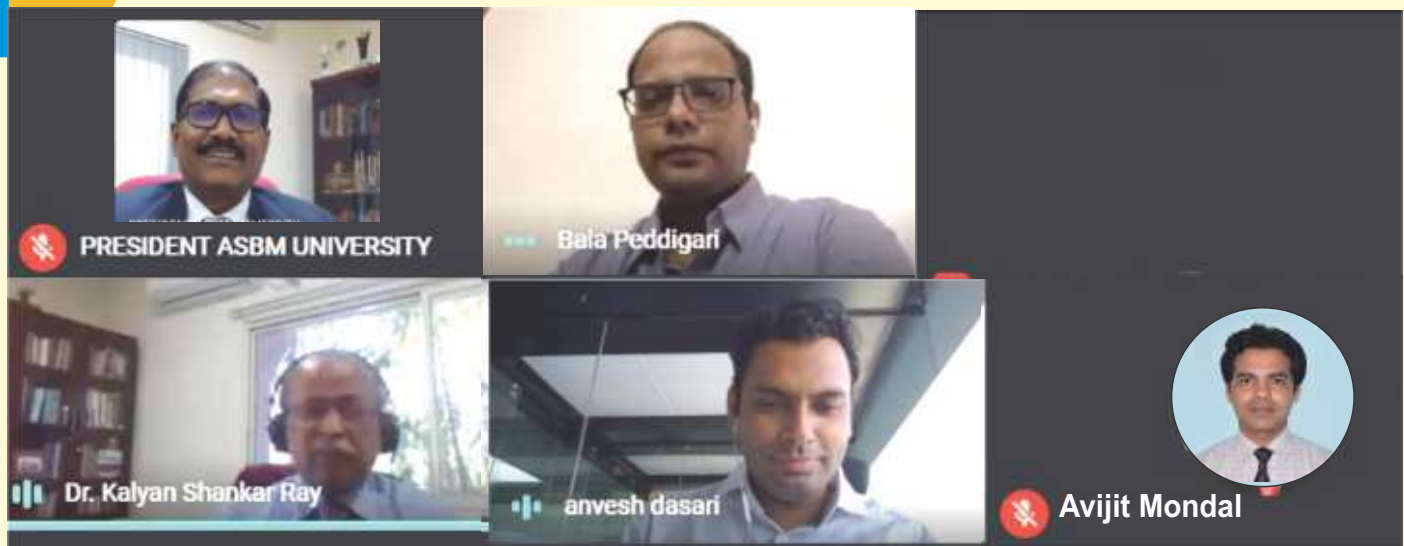 PRESIDENT ASBM UNIVERSITY
Bala Peddigari
Dr. Kalyan Shankar Ray
anvesh dasari
Avijit Mondal